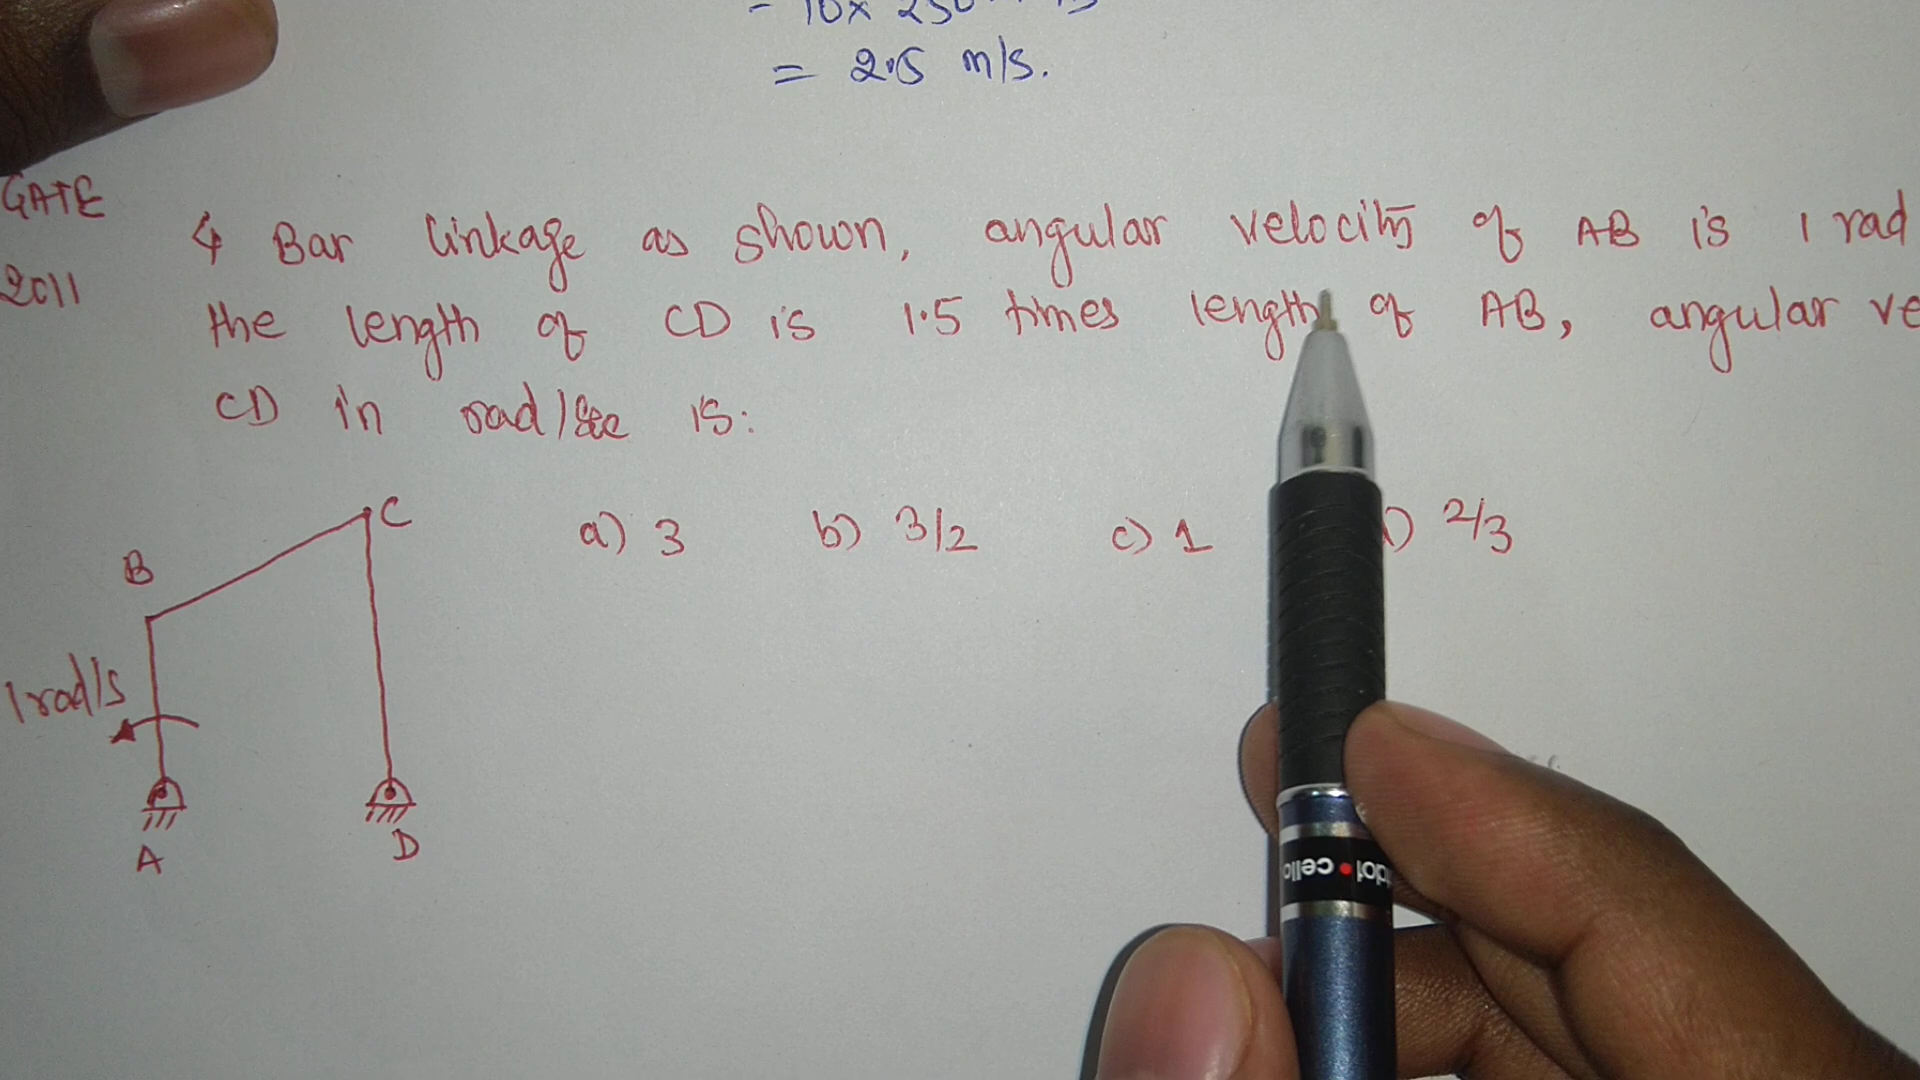 = 2.5 m/s.
GATE
2011
4 Bar linkage as shown, angular velocity of AB is 1 rad
the length of CD is 1.5 times length of AB, angular ve
CD in rad/sec is:
a) 3 b) 3/2 c) 1 d) 2/3
C
B
1 rad/s
A
D
cello